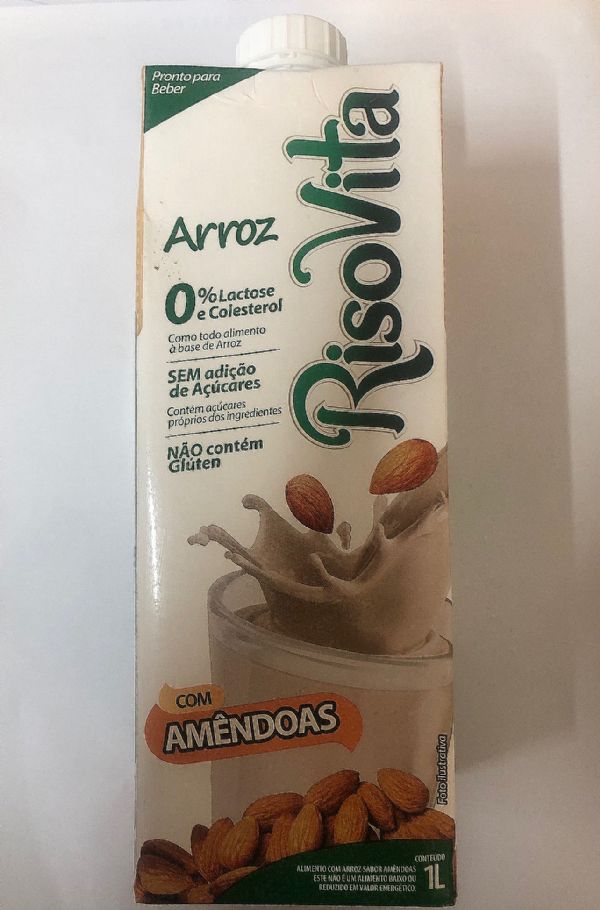 Pronto para
Beber
RisoVita
Arroz
0% Lactose
e Colesterol
Como todo alimento
à base de Arroz
SEM adição
de Açúcares
Contém açúcares
próprios dos ingredientes
NÃO contém
Glúten
COM
AMÊNDOAS
Foto ilustrativa
CONTEÚDO
1L
ALIMENTO COM ARROZ SABOR AMÊNDOAS
ESTE NÃO É UM ALIMENTO BAIXO OU
REDUZIDO EM VALOR ENERGÉTICO.